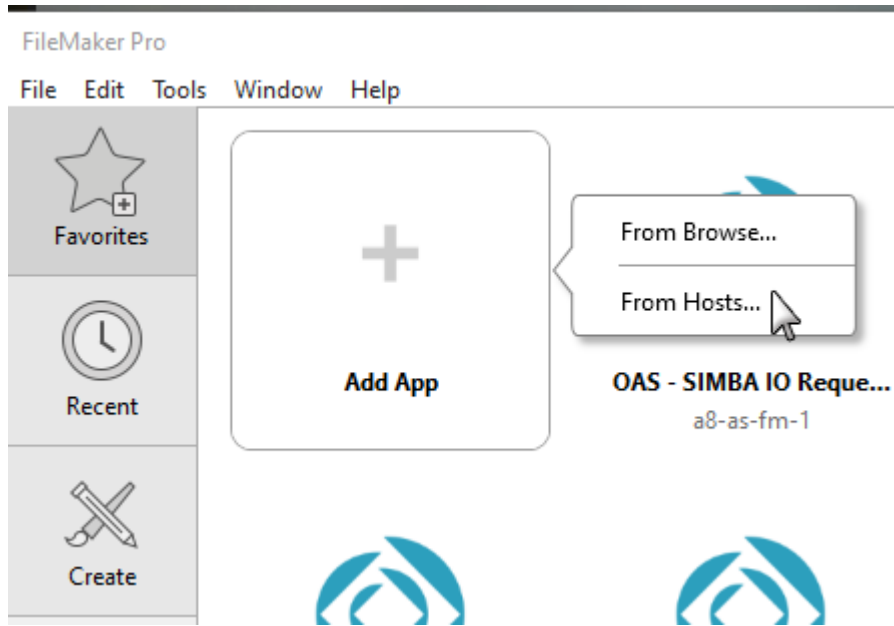 FileMaker Pro
File Edit Tools Window Help
Favorites
From Browse...
From Hosts...
Recent
Add App
OAS - SIMBA IO Reque...
a8-as-fm-1
Create